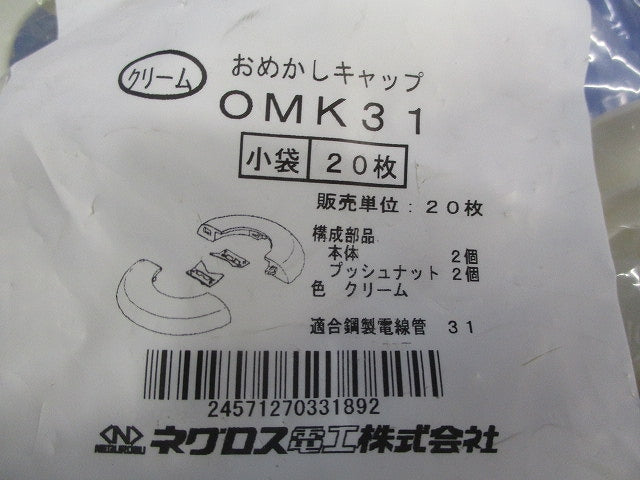 クリーム
おめかしキャップ
OMK31
小袋 20枚
販売単位：20枚
構成部品
本体 2個
プッシュナット 2個
色 クリーム
適合鋼製電線管 31
24571270331892
ネグロス電工株式会社